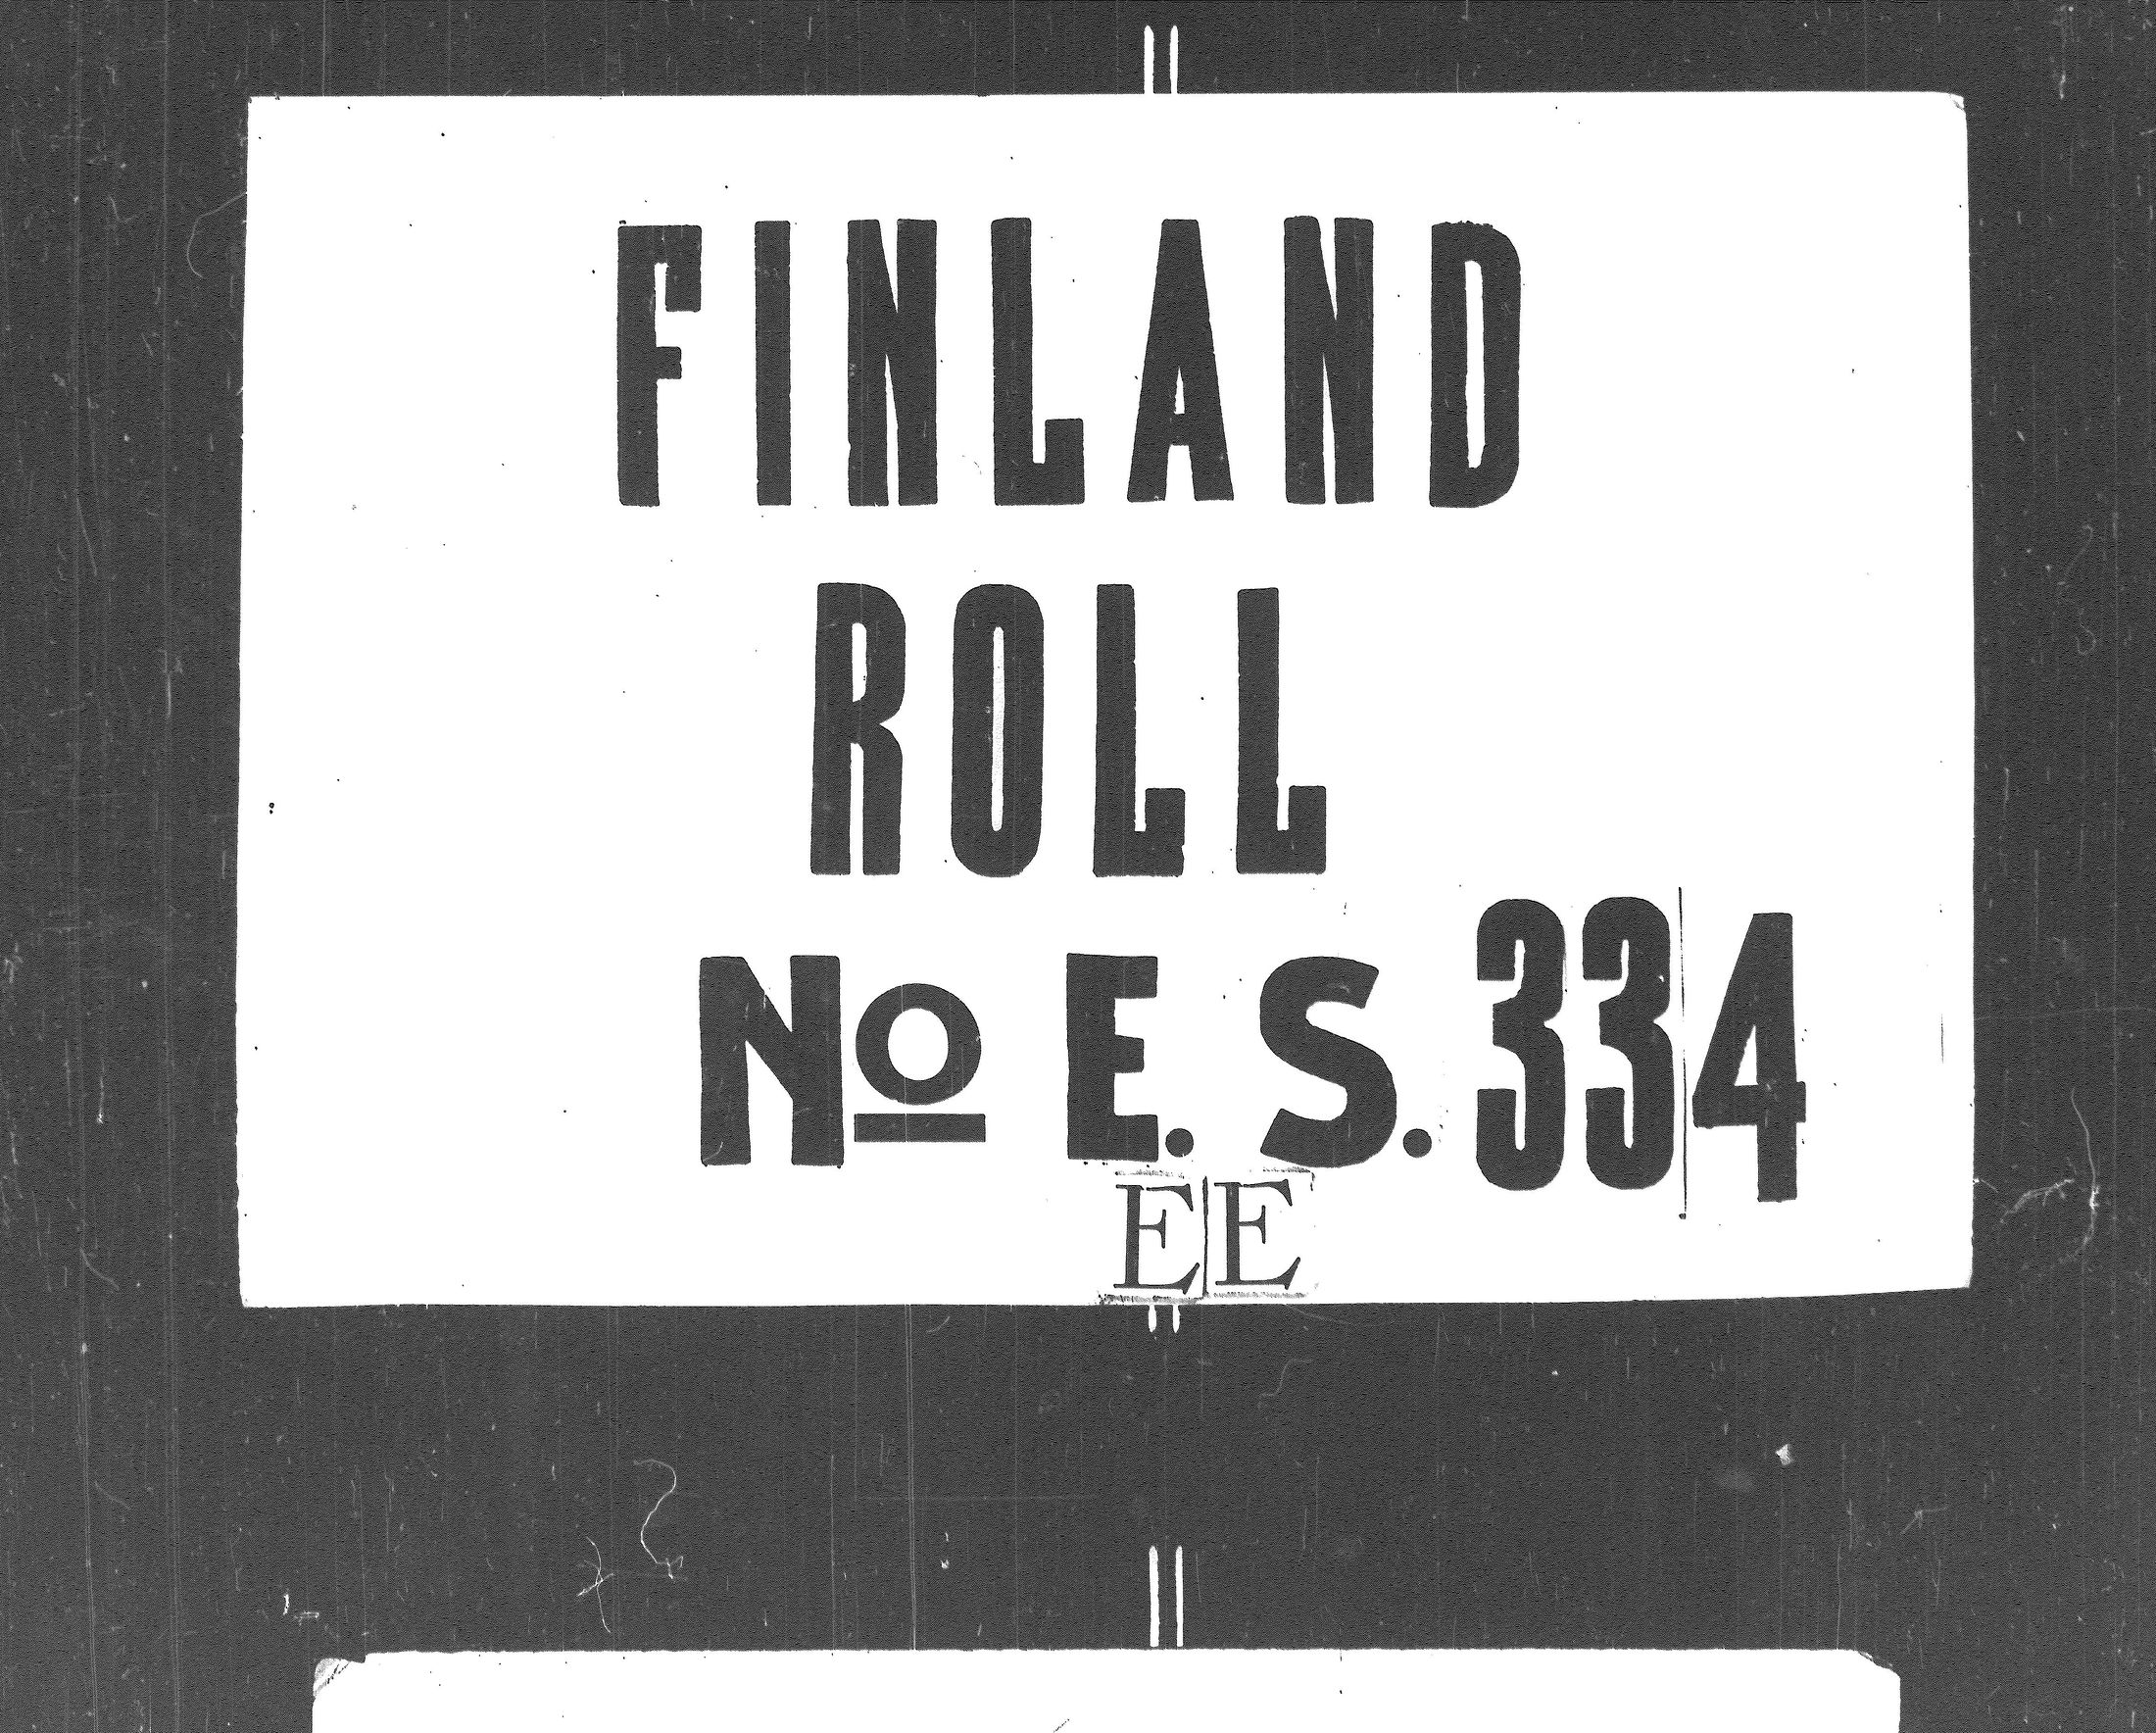 FINLAND
ROLL
No E. S. 334
EE